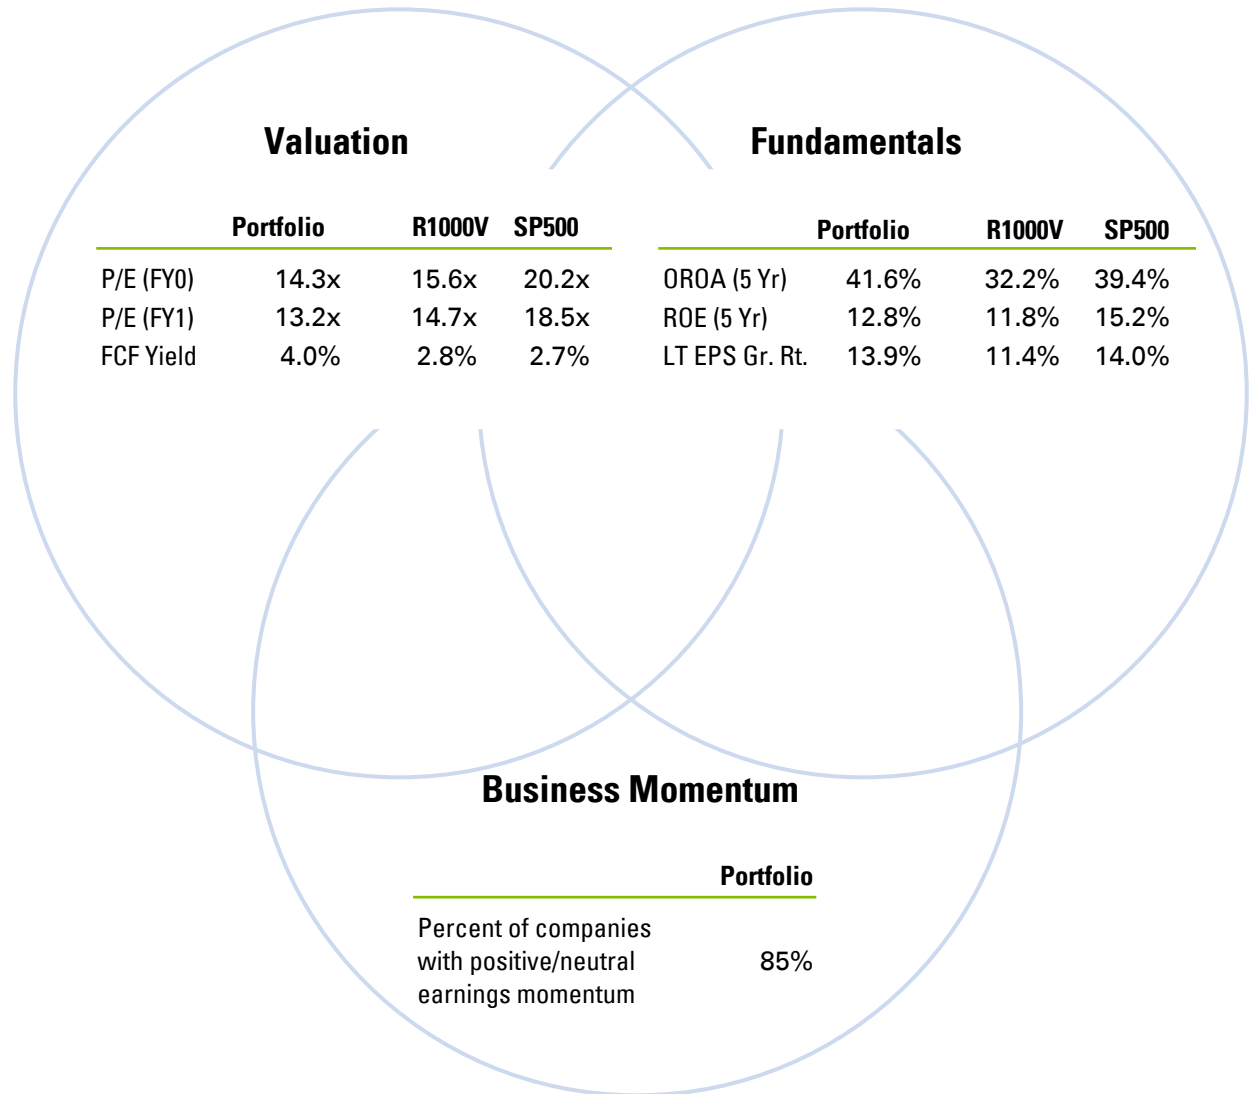 Valuation
Portfolio R1000V SP500
P/E (FY0) 14.3x 15.6x 20.2x
P/E (FY1) 13.2x 14.7x 18.5x
FCF Yield 4.0% 2.8% 2.7%
Fundamentals
Portfolio R1000V SP500
OROA (5 Yr) 41.6% 32.2% 39.4%
ROE (5 Yr) 12.8% 11.8% 15.2%
LT EPS Gr. Rt. 13.9% 11.4% 14.0%
Business Momentum
Portfolio
Percent of companies
with positive/neutral 85%
earnings momentum